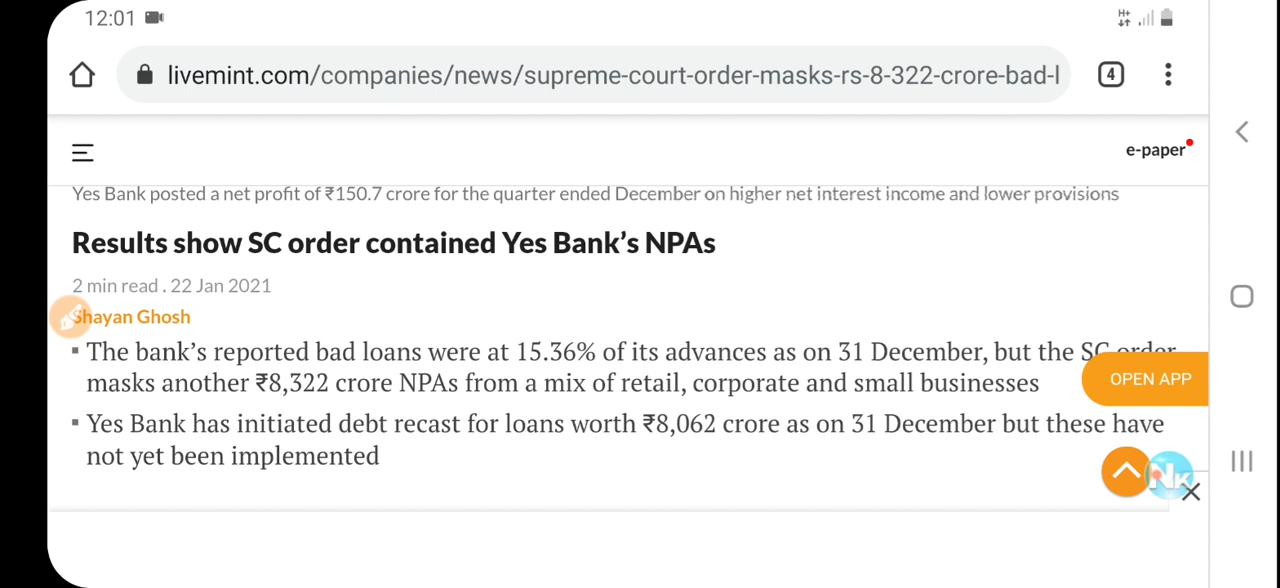 12:01
H+
livemint.com/companies/news/supreme-court-order-masks-rs-8-322-crore-bad-l
4
e-paper
Yes Bank posted a net profit of ₹150.7 crore for the quarter ended December on higher net interest income and lower provisions
Results show SC order contained Yes Bank's NPAs
2 min read . 22 Jan 2021
Shayan Ghosh
▪ The bank's reported bad loans were at 15.36% of its advances as on 31 December, but the SC order
masks another ₹8,322 crore NPAs from a mix of retail, corporate and small businesses
OPEN APP
▪ Yes Bank has initiated debt recast for loans worth ₹8,062 crore as on 31 December but these have
not yet been implemented
NK